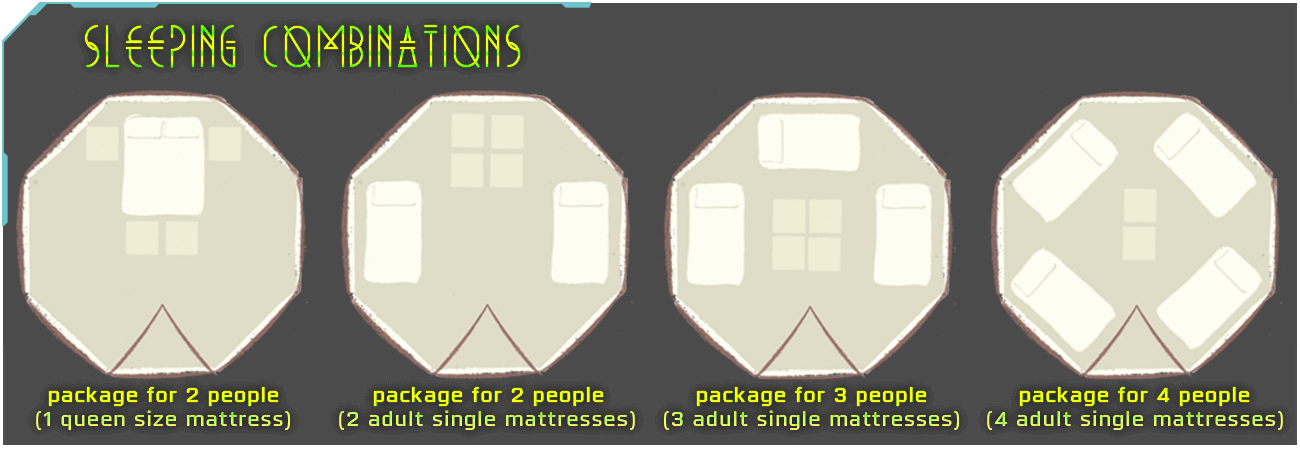 SLEEPING COMBINATIONS
package for 2 people
(1 queen size mattress)
package for 2 people
(2 adult single mattresses)
package for 3 people
(3 adult single mattresses)
package for 4 people
(4 adult single mattresses)